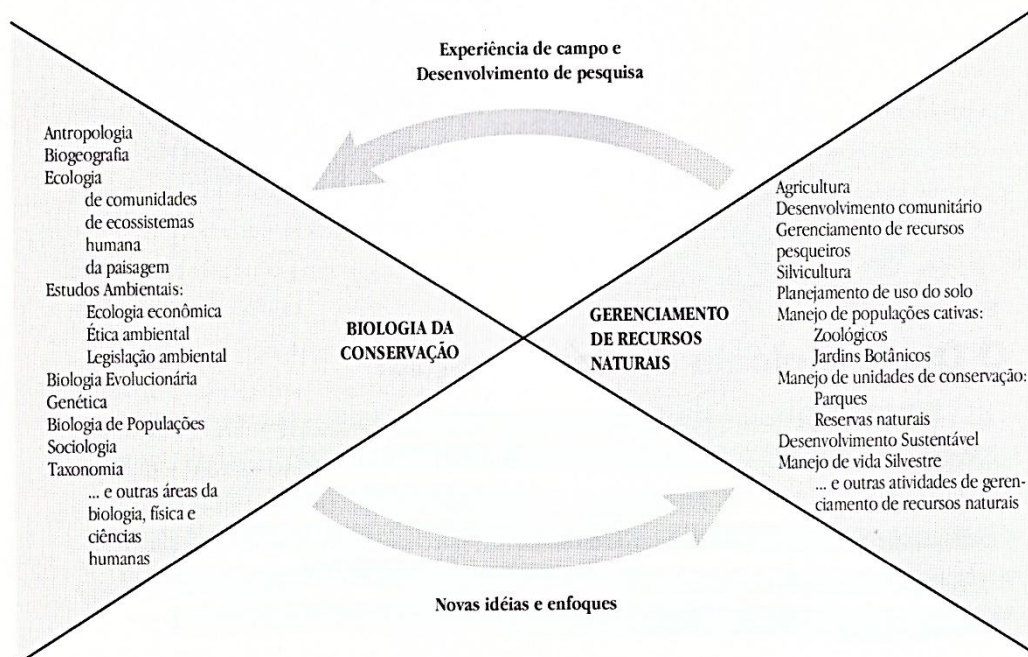 Experiência de campo e
Desenvolvimento de pesquisa
Antropologia
Biogeografia
Ecologia
de comunidades
de ecossistemas
humana
da paisagem
Estudos Ambientais:
Ecologia econômica
Ética ambiental
Legislação ambiental
Biologia Evolucionária
Genética
Biologia de Populações
Sociologia
Taxonomia
... e outras áreas da
biologia, física e
ciências
humanas
BIOLOGIA DA
CONSERVAÇÃO
GERENCIAMENTO
DE RECURSOS
NATURAIS
Agricultura
Desenvolvimento comunitário
Gerenciamento de recursos
pesqueiros
Silvicultura
Planejamento de uso do solo
Manejo de populações cativas:
Zoológicos
Jardins Botânicos
Manejo de unidades de conservação:
Parques
Reservas naturais
Desenvolvimento Sustentável
Manejo de vida Silvestre
... e outras atividades de geren-
ciamento de recursos naturais
Novas idéias e enfoques